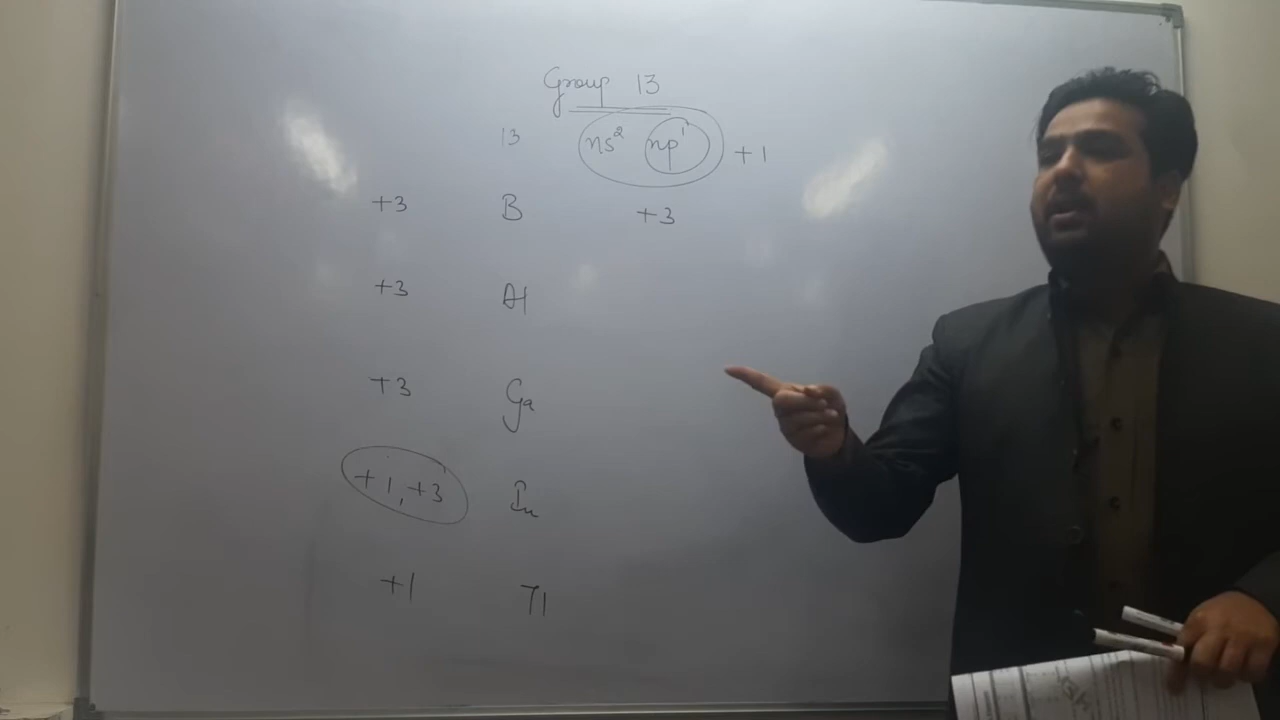 Group 13
13 ns² np¹ +1
+3 B +3
+3 Al
+3 Ga
+1, +3 In
+1 Tl